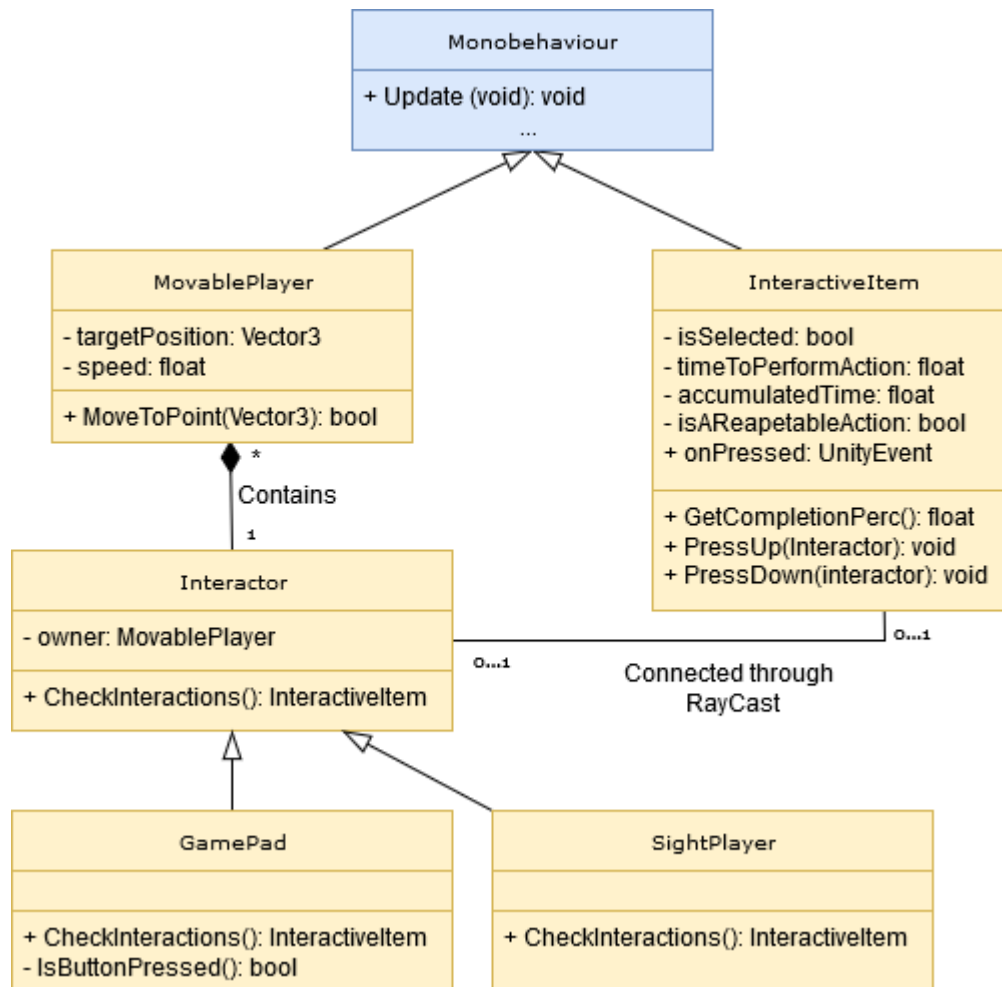 Monobehaviour
+ Update (void): void
...
MovablePlayer
- targetPosition: Vector3
- speed: float
+ MoveToPoint(Vector3): bool
InteractiveItem
- isSelected: bool
- timeToPerformAction: float
- accumulatedTime: float
- isAReapetableAction: bool
+ onPressed: UnityEvent
+ GetCompletionPerc(): float
+ PressUp(Interactor): void
+ PressDown(interactor): void
*
Contains
1
Interactor
- owner: MovablePlayer
+ CheckInteractions(): InteractiveItem
0...1
0...1
Connected through
RayCast
GamePad
+ CheckInteractions(): InteractiveItem
- IsButtonPressed(): bool
SightPlayer
+ CheckInteractions(): InteractiveItem